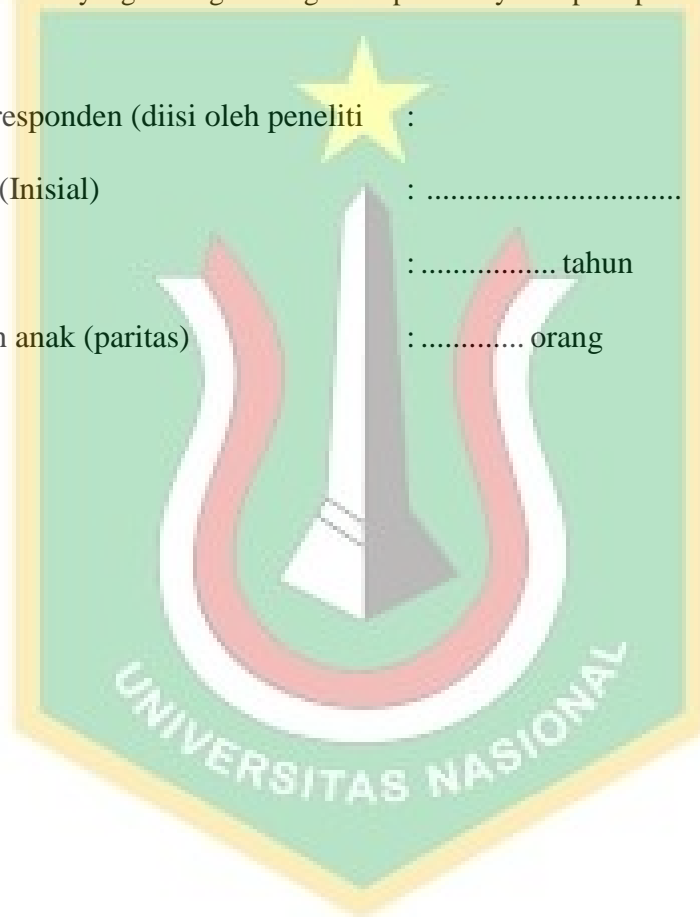 responden (diisi oleh peneliti :
(Inisial) : ................................
: ................. tahun
anak (paritas) : ............. orang
UNIVERSITAS NASIONAL